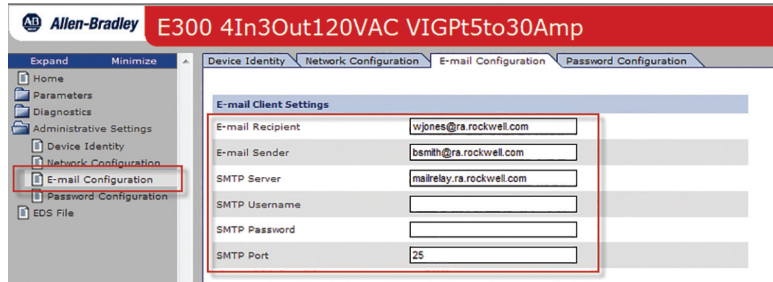 AB Allen-Bradley E300 4In3Out120VAC VIGPt5to30Amp
Expand Minimize
Home
Parameters
Diagnostics
Administrative Settings
Device Identity
Network Configuration
E-mail Configuration
Password Configuration
EDS File
Device Identity Network Configuration E-mail Configuration Password Configuration
E-mail Client Settings
E-mail Recipient wjones@ra.rockwell.com
E-mail Sender bsmith@ra.rockwell.com
SMTP Server mailrelay.ra.rockwell.com
SMTP Username
SMTP Password
SMTP Port 25